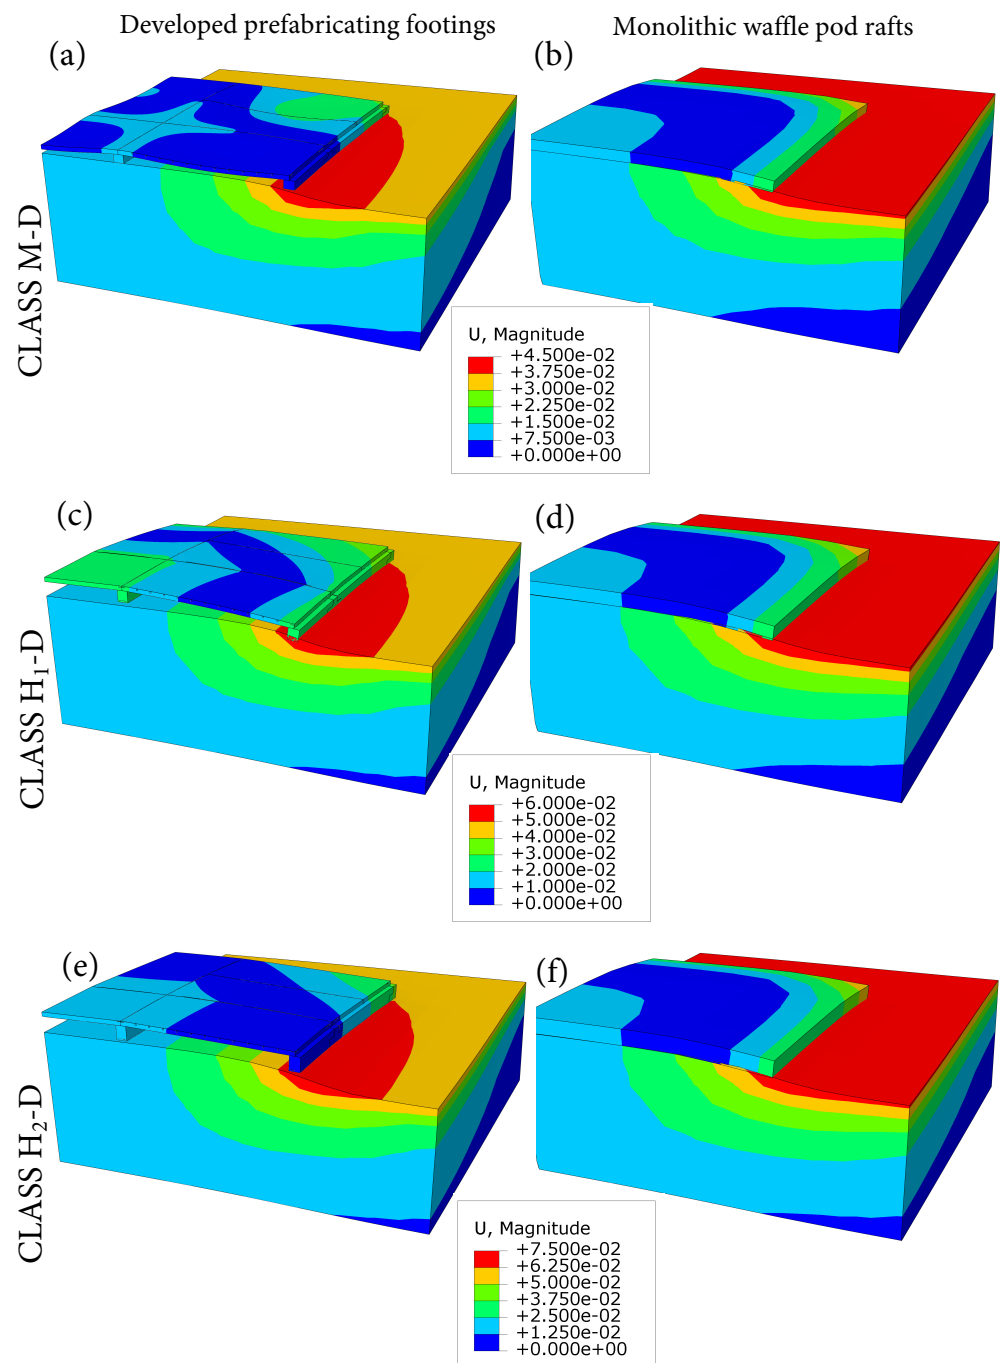 Developed prefabricating footings
Monolithic waffle pod rafts
(a)
(b)
CLASS M-D
U, Magnitude
+4.500e-02
+3.750e-02
+3.000e-02
+2.250e-02
+1.500e-02
+7.500e-03
+0.000e+00
(c)
(d)
CLASS H₁-D
U, Magnitude
+6.000e-02
+5.000e-02
+4.000e-02
+3.000e-02
+2.000e-02
+1.000e-02
+0.000e+00
(e)
(f)
CLASS H₂-D
U, Magnitude
+7.500e-02
+6.250e-02
+5.000e-02
+3.750e-02
+2.500e-02
+1.250e-02
+0.000e+00